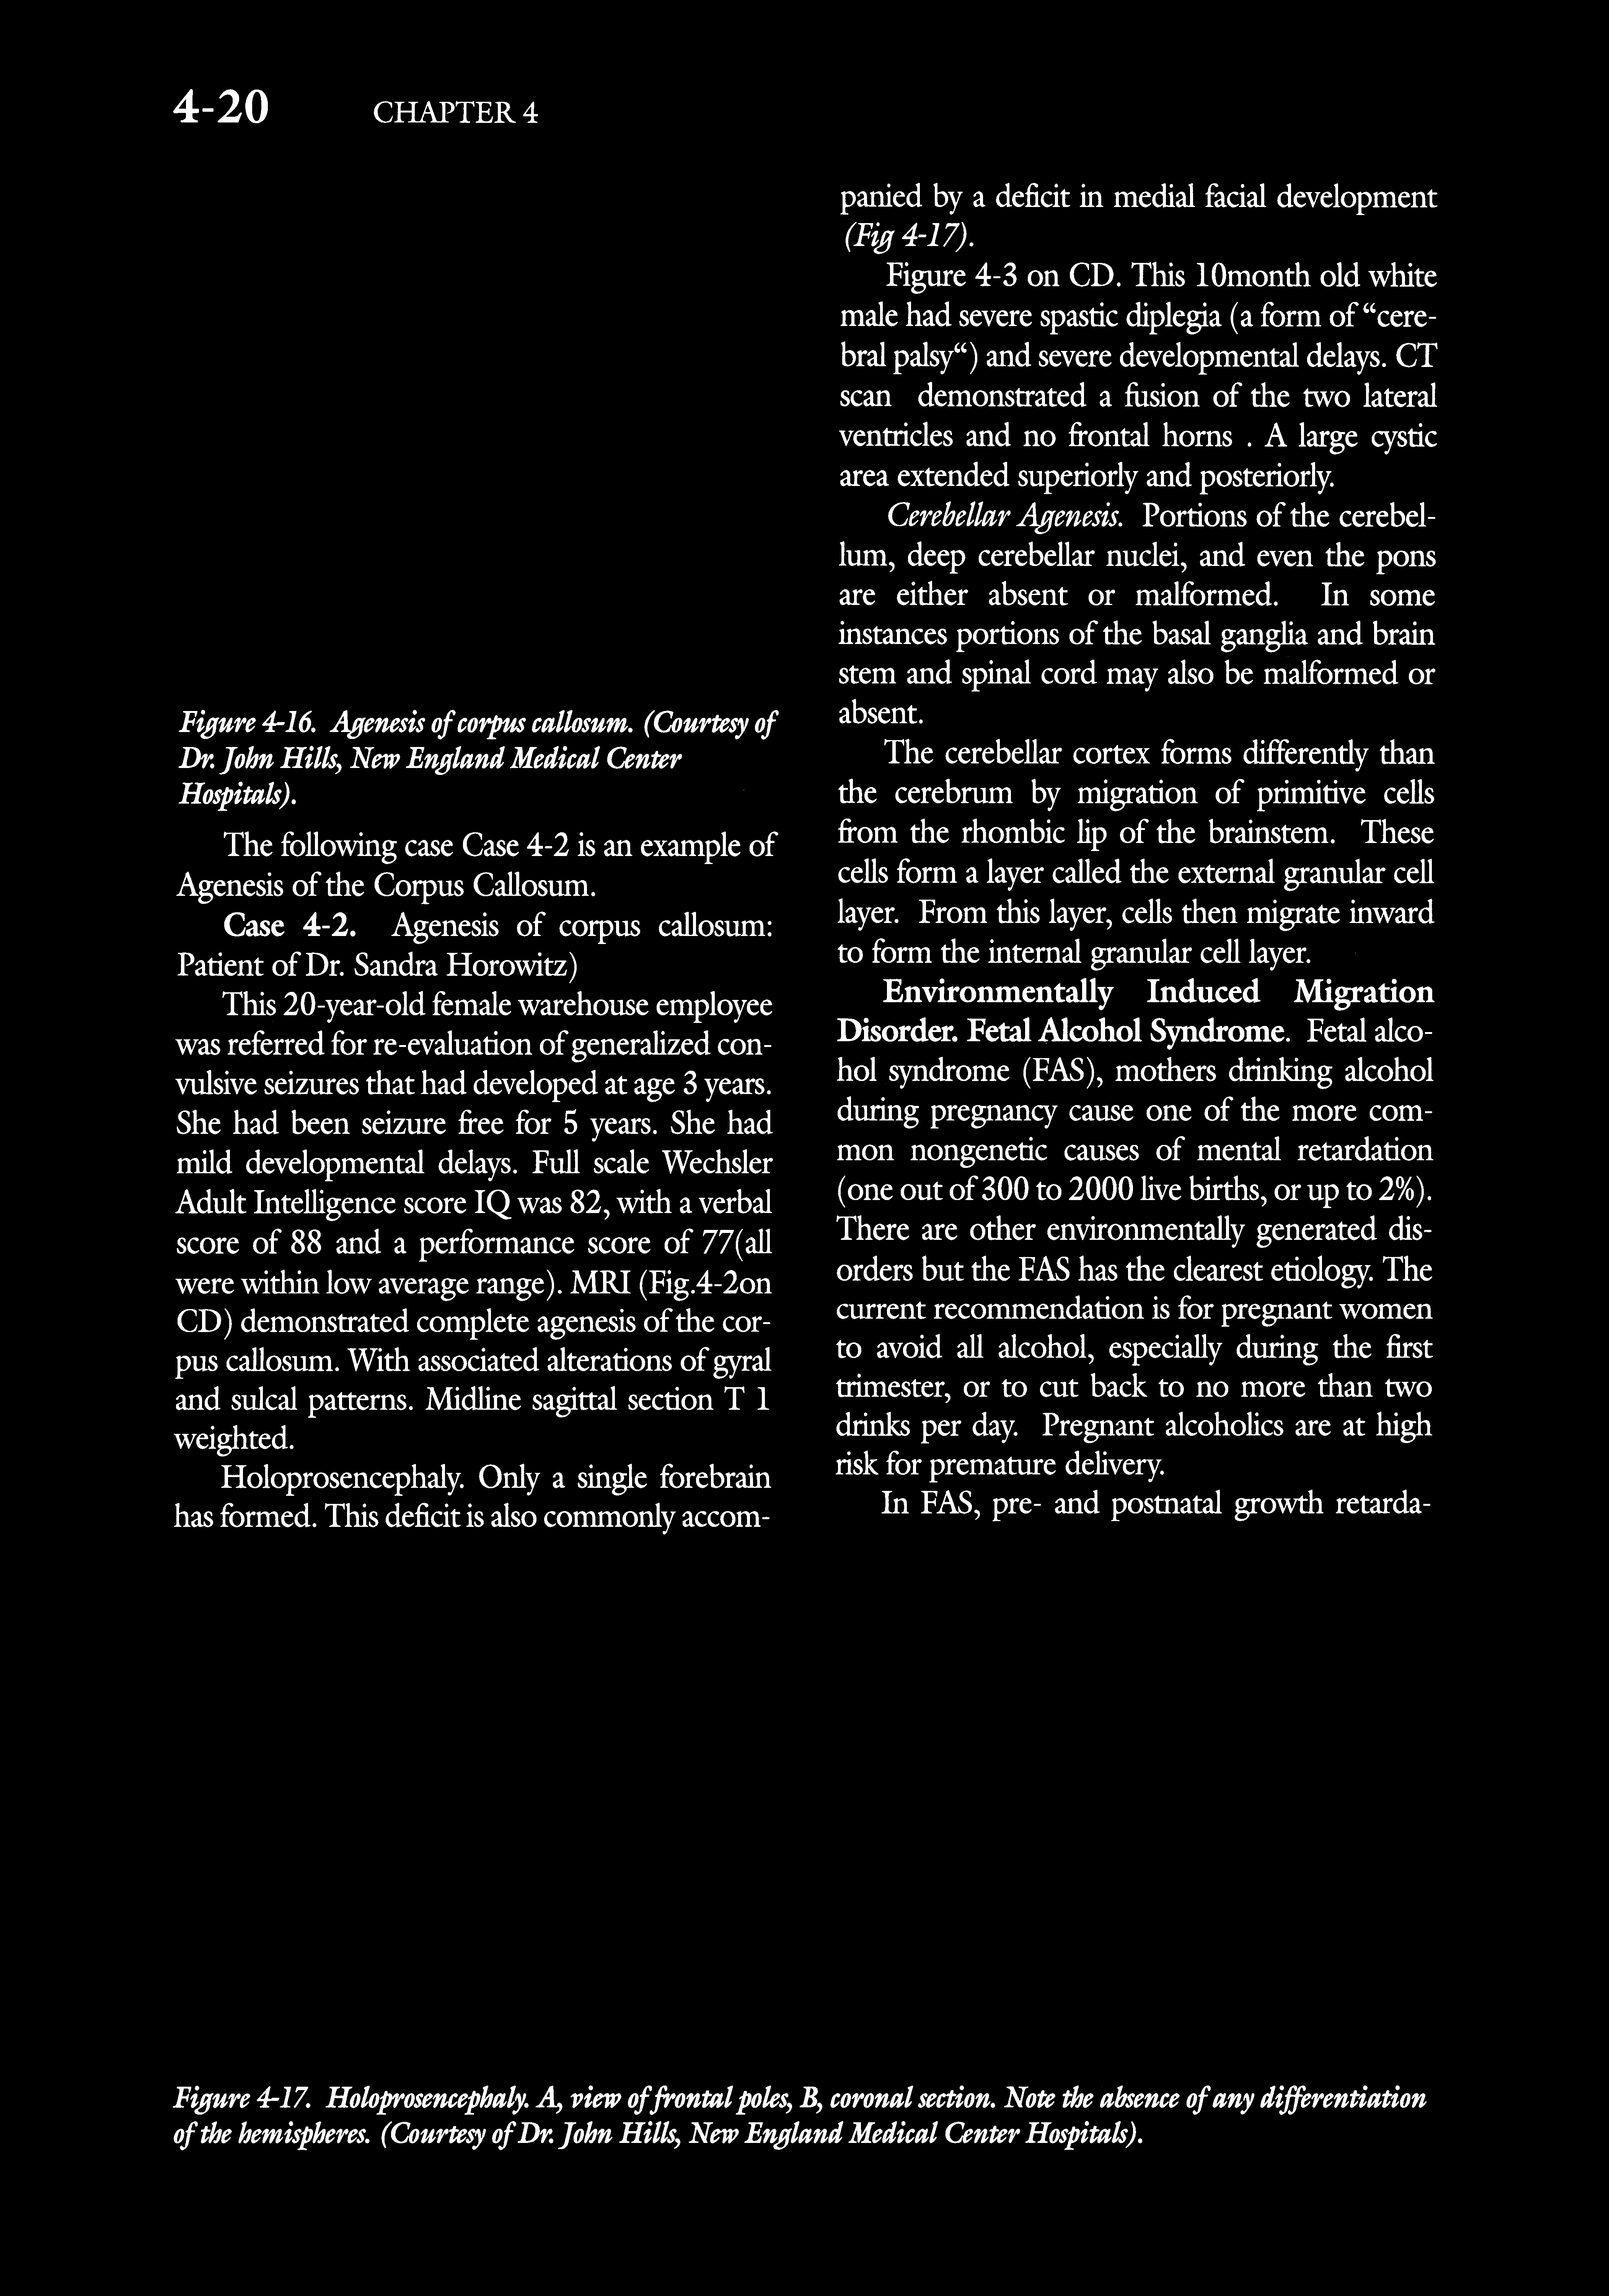 4-20 CHAPTER 4
Figure 4-16. Agenesis of corpus callosum. (Courtesy of
Dr. John Hills, New England Medical Center
Hospitals).
The following case Case 4-2 is an example of
Agenesis of the Corpus Callosum.
Case 4-2. Agenesis of corpus callosum:
Patient of Dr. Sandra Horowitz)
This 20-year-old female warehouse employee
was referred for re-evaluation of generalized con-
vulsive seizures that had developed at age 3 years.
She had been seizure free for 5 years. She had
mild developmental delays. Full scale Wechsler
Adult Intelligence score IQ was 82, with a verbal
score of 88 and a performance score of 77(all
were within low average range). MRI (Fig.4-2on
CD) demonstrated complete agenesis of the cor-
pus callosum. With associated alterations of gyral
and sulcal patterns. Midline sagittal section T 1
weighted.
Holoprosencephaly. Only a single forebrain
has formed. This deficit is also commonly accom-
panied by a deficit in medial facial development
(Fig 4-17).
Figure 4-3 on CD. This 10month old white
male had severe spastic diplegia (a form of “cere-
bral palsy“) and severe developmental delays. CT
scan demonstrated a fusion of the two lateral
ventricles and no frontal horns . A large cystic
area extended superiorly and posteriorly.
Cerebellar Agenesis. Portions of the cerebel-
lum, deep cerebellar nuclei, and even the pons
are either absent or malformed. In some
instances portions of the basal ganglia and brain
stem and spinal cord may also be malformed or
absent.
The cerebellar cortex forms differently than
the cerebrum by migration of primitive cells
from the rhombic lip of the brainstem. These
cells form a layer called the external granular cell
layer. From this layer, cells then migrate inward
to form the internal granular cell layer.
Environmentally Induced Migration
Disorder. Fetal Alcohol Syndrome. Fetal alco-
hol syndrome (FAS), mothers drinking alcohol
during pregnancy cause one of the more com-
mon nongenetic causes of mental retardation
(one out of 300 to 2000 live births, or up to 2%).
There are other environmentally generated dis-
orders but the FAS has the clearest etiology. The
current recommendation is for pregnant women
to avoid all alcohol, especially during the first
trimester, or to cut back to no more than two
drinks per day. Pregnant alcoholics are at high
risk for premature delivery.
In FAS, pre- and postnatal growth retarda-
Figure 4-17. Holoprosencephaly. A, view of frontal poles, B, coronal section. Note the absence of any differentiation
of the hemispheres. (Courtesy of Dr. John Hills, New England Medical Center Hospitals).